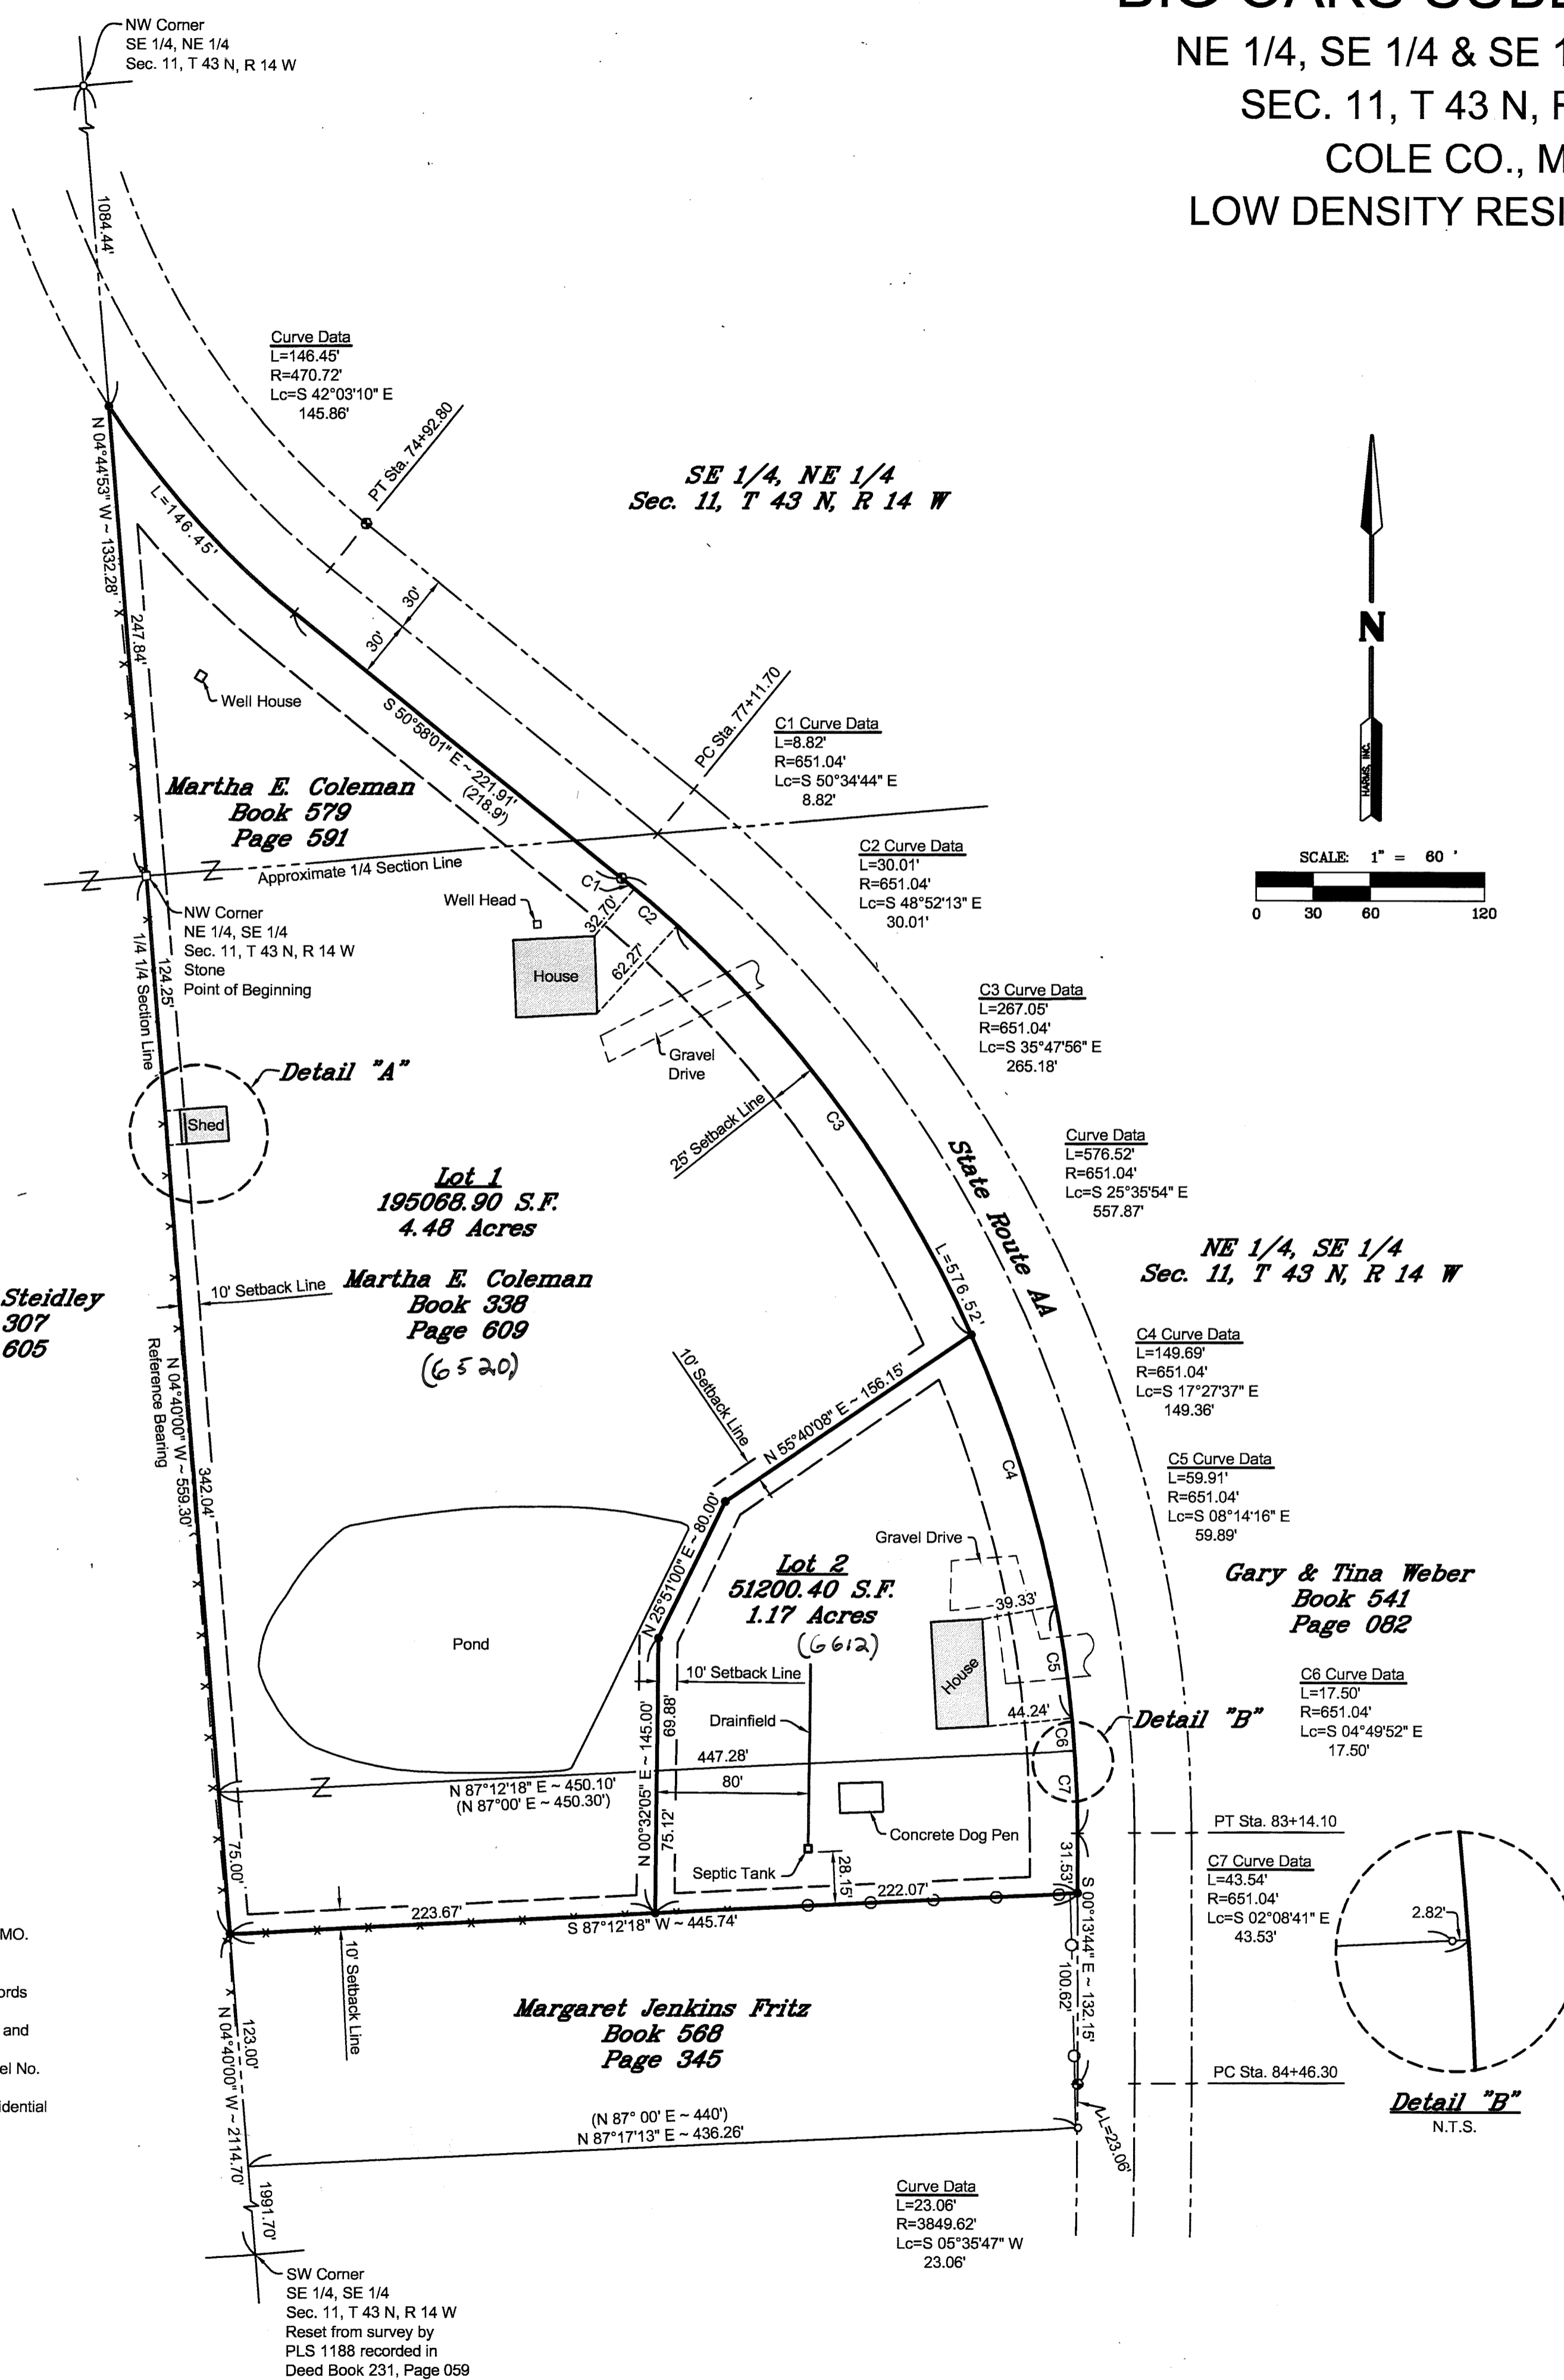 NE 1/4, SE 1/4 & SE
SEC. 11, T 43 N,
COLE CO.,
LOW DENSITY
NW Corner
SE 1/4, NE 1/4
Sec. 11, T 43 N, R 14 W
1084.44'
Curve Data
L=146.45'
R=470.72'
Lc=S 42°03'10" E
145.86'
PT Sta. 74+92.80
N 04°44'53" W ~ 1332.28'
L=146.45'
SE 1/4, NE 1/4
Sec. 11, T 43 N, R 14 W
N
HARMS, INC.
SCALE: 1" = 60 '
0 30 60 120
30'
30'
247.84'
Well House
S 50°58'01" E ~ 221.91'
(218.9')
PC Sta. 77+11.70
C1 Curve Data
L=8.82'
R=651.04'
Lc=S 50°34'44" E
8.82'
Martha E. Coleman
Book 579
Page 591
Approximate 1/4 Section Line
C2 Curve Data
L=30.01'
R=651.04'
Lc=S 48°52'13" E
30.01'
C1
C2
Well Head
32.70'
62.27'
House
NW Corner
NE 1/4, SE 1/4
Sec. 11, T 43 N, R 14 W
Stone
Point of Beginning
1/4 1/4 Section Line
124.25'
C3 Curve Data
L=267.05'
R=651.04'
Lc=S 35°47'56" E
265.18'
Gravel
Drive
Detail "A"
Shed
25' Setback Line
C3
State Route AA
Curve Data
L=576.52'
R=651.04'
Lc=S 25°35'54" E
557.87'
Lot 1
195068.90 S.F.
4.48 Acres
NE 1/4, SE 1/4
Sec. 11, T 43 N, R 14 W
Steidley
307
605
10' Setback Line
Martha E. Coleman
Book 338
Page 609
(6520)
L=576.52'
Reference Bearing
N 04°40'00" W ~ 559.30'
342.04'
10' Setback Line
N 55°40'08" E ~ 156.15'
C4 Curve Data
L=149.69'
R=651.04'
Lc=S 17°27'37" E
149.36'
C4
C5 Curve Data
L=59.91'
R=651.04'
Lc=S 08°14'16" E
59.89'
N 25°51'00" E ~ 80.00'
Gravel Drive
Lot 2
51200.40 S.F.
1.17 Acres
(6612)
39.33'
Gary & Tina Weber
Book 541
Page 082
Pond
10' Setback Line
House
C5
C6 Curve Data
L=17.50'
R=651.04'
Lc=S 04°49'52" E
17.50'
Drainfield
44.24'
Detail "B"
C6
C7
447.28'
80'
N 87°12'18" E ~ 450.10'
(N 87°00' E ~ 450.30')
N 00°32'05" E ~ 145.00'
69.88'
75.12'
Concrete Dog Pen
Septic Tank
28.15'
PT Sta. 83+14.10
C7 Curve Data
L=43.54'
R=651.04'
Lc=S 02°08'41" E
43.53'
75.00'
223.67'
222.07'
S 87°12'18" W ~ 445.74'
31.53'
S 00°13'44" E ~ 132.15'
100.62'
2.82'
10' Setback Line
MO.
and
el No.
Margaret Jenkins Fritz
Book 568
Page 345
PC Sta. 84+46.30
Detail "B"
N.T.S.
123.00'
N 04°40'00" W ~ 2114.70'
1991.70'
(N 87° 00' E ~ 440')
N 87°17'13" E ~ 436.26'
L=23.06'
Curve Data
L=23.06'
R=3849.62'
Lc=S 05°35'47" W
23.06'
SW Corner
SE 1/4, SE 1/4
Sec. 11, T 43 N, R 14 W
Reset from survey by
PLS 1188 recorded in
Deed Book 231, Page 059